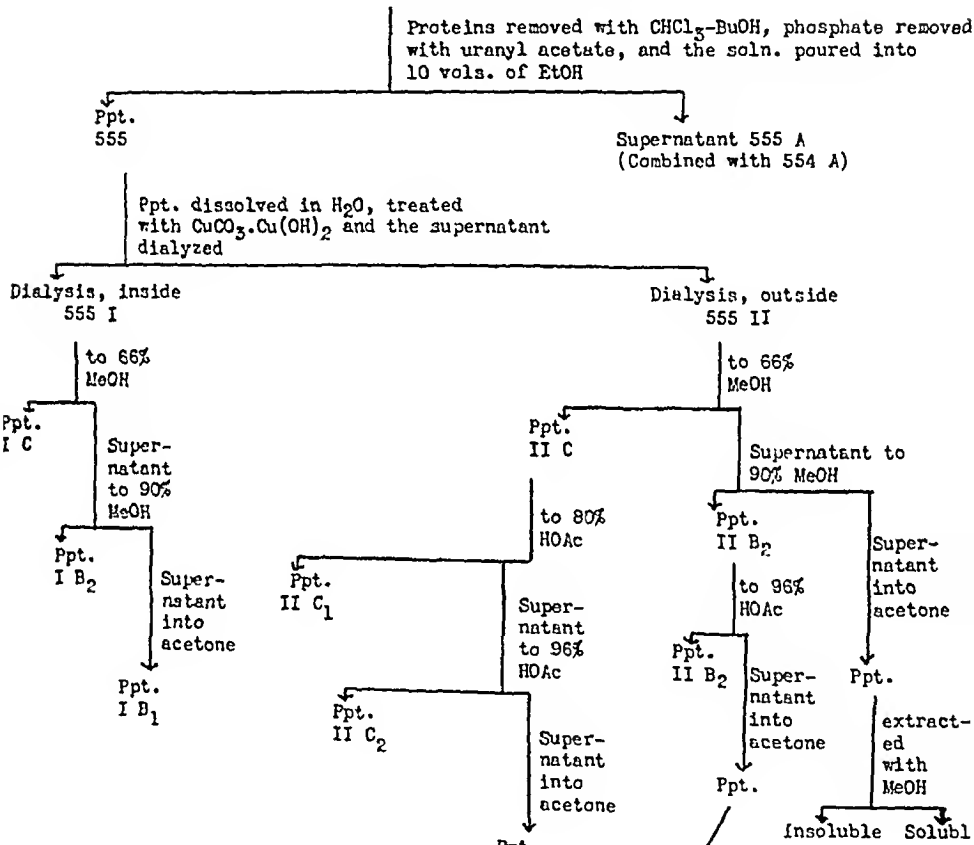 Proteins removed with CHCl3-BuOH, phosphate removed
with uranyl acetate, and the soln. poured into
10 vols. of EtOH
Ppt.
555
Supernatant 555 A
(Combined with 554 A)
Ppt. dissolved in H2O, treated
with CuCO3.Cu(OH)2 and the supernatant
dialyzed
Dialysis, inside
555 I
Dialysis, outside
555 II
to 66%
MeOH
to 66%
MeOH
Ppt.
I C
Super-
natant
to 90%
MeOH
Ppt.
II C
Supernatant to
90% MeOH
Ppt.
I B2
Super-
natant
into
acetone
to 80%
HOAc
Ppt.
II B2
Super-
natant
into
acetone
Ppt.
II C1
Super-
natant
to 96%
HOAc
to 96%
HOAc
Ppt.
I B1
Ppt.
II B2
Super-
natant
into
acetone
Ppt.
Ppt.
II C2
Super-
natant
into
acetone
extract-
ed
with
MeOH
Ppt.
Insoluble Solubl